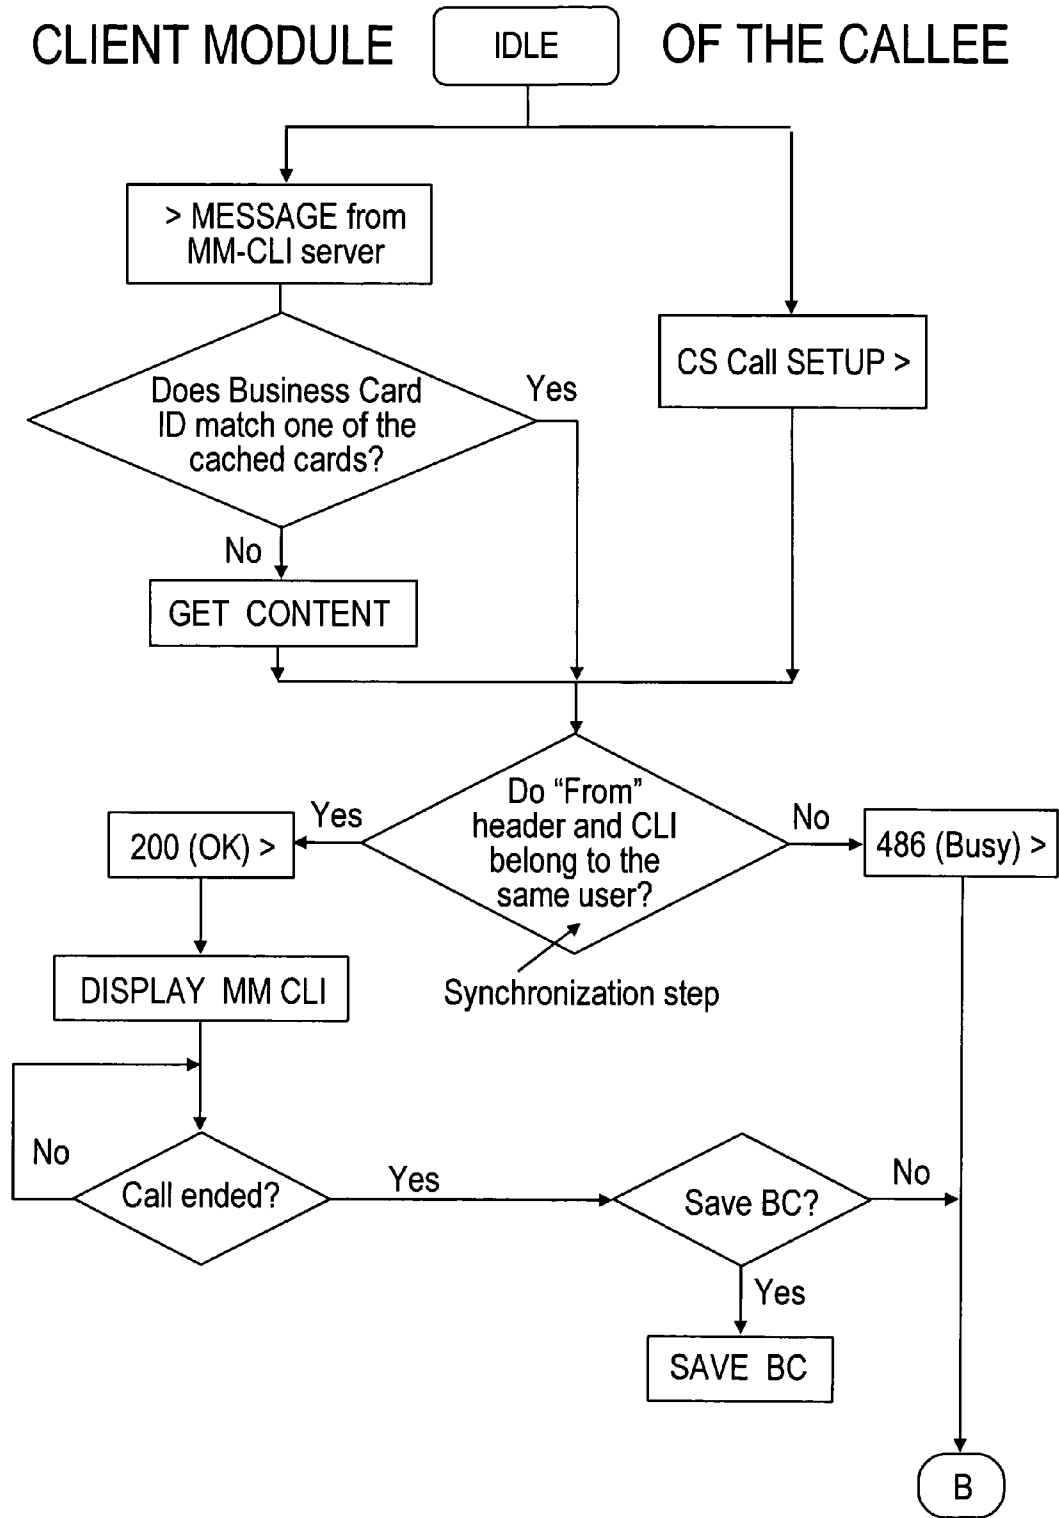 CLIENT MODULE
IDLE
OF THE CALLEE
> MESSAGE from
MM-CLI server
CS Call SETUP >
Does Business Card
ID match one of the
cached cards?
Yes
No
GET CONTENT
Do “From”
header and CLI
belong to the
same user?
Yes
No
200 (OK) >
486 (Busy) >
Synchronization step
DISPLAY MM CLI
No
Call ended?
Yes
Save BC?
No
Yes
SAVE BC
B